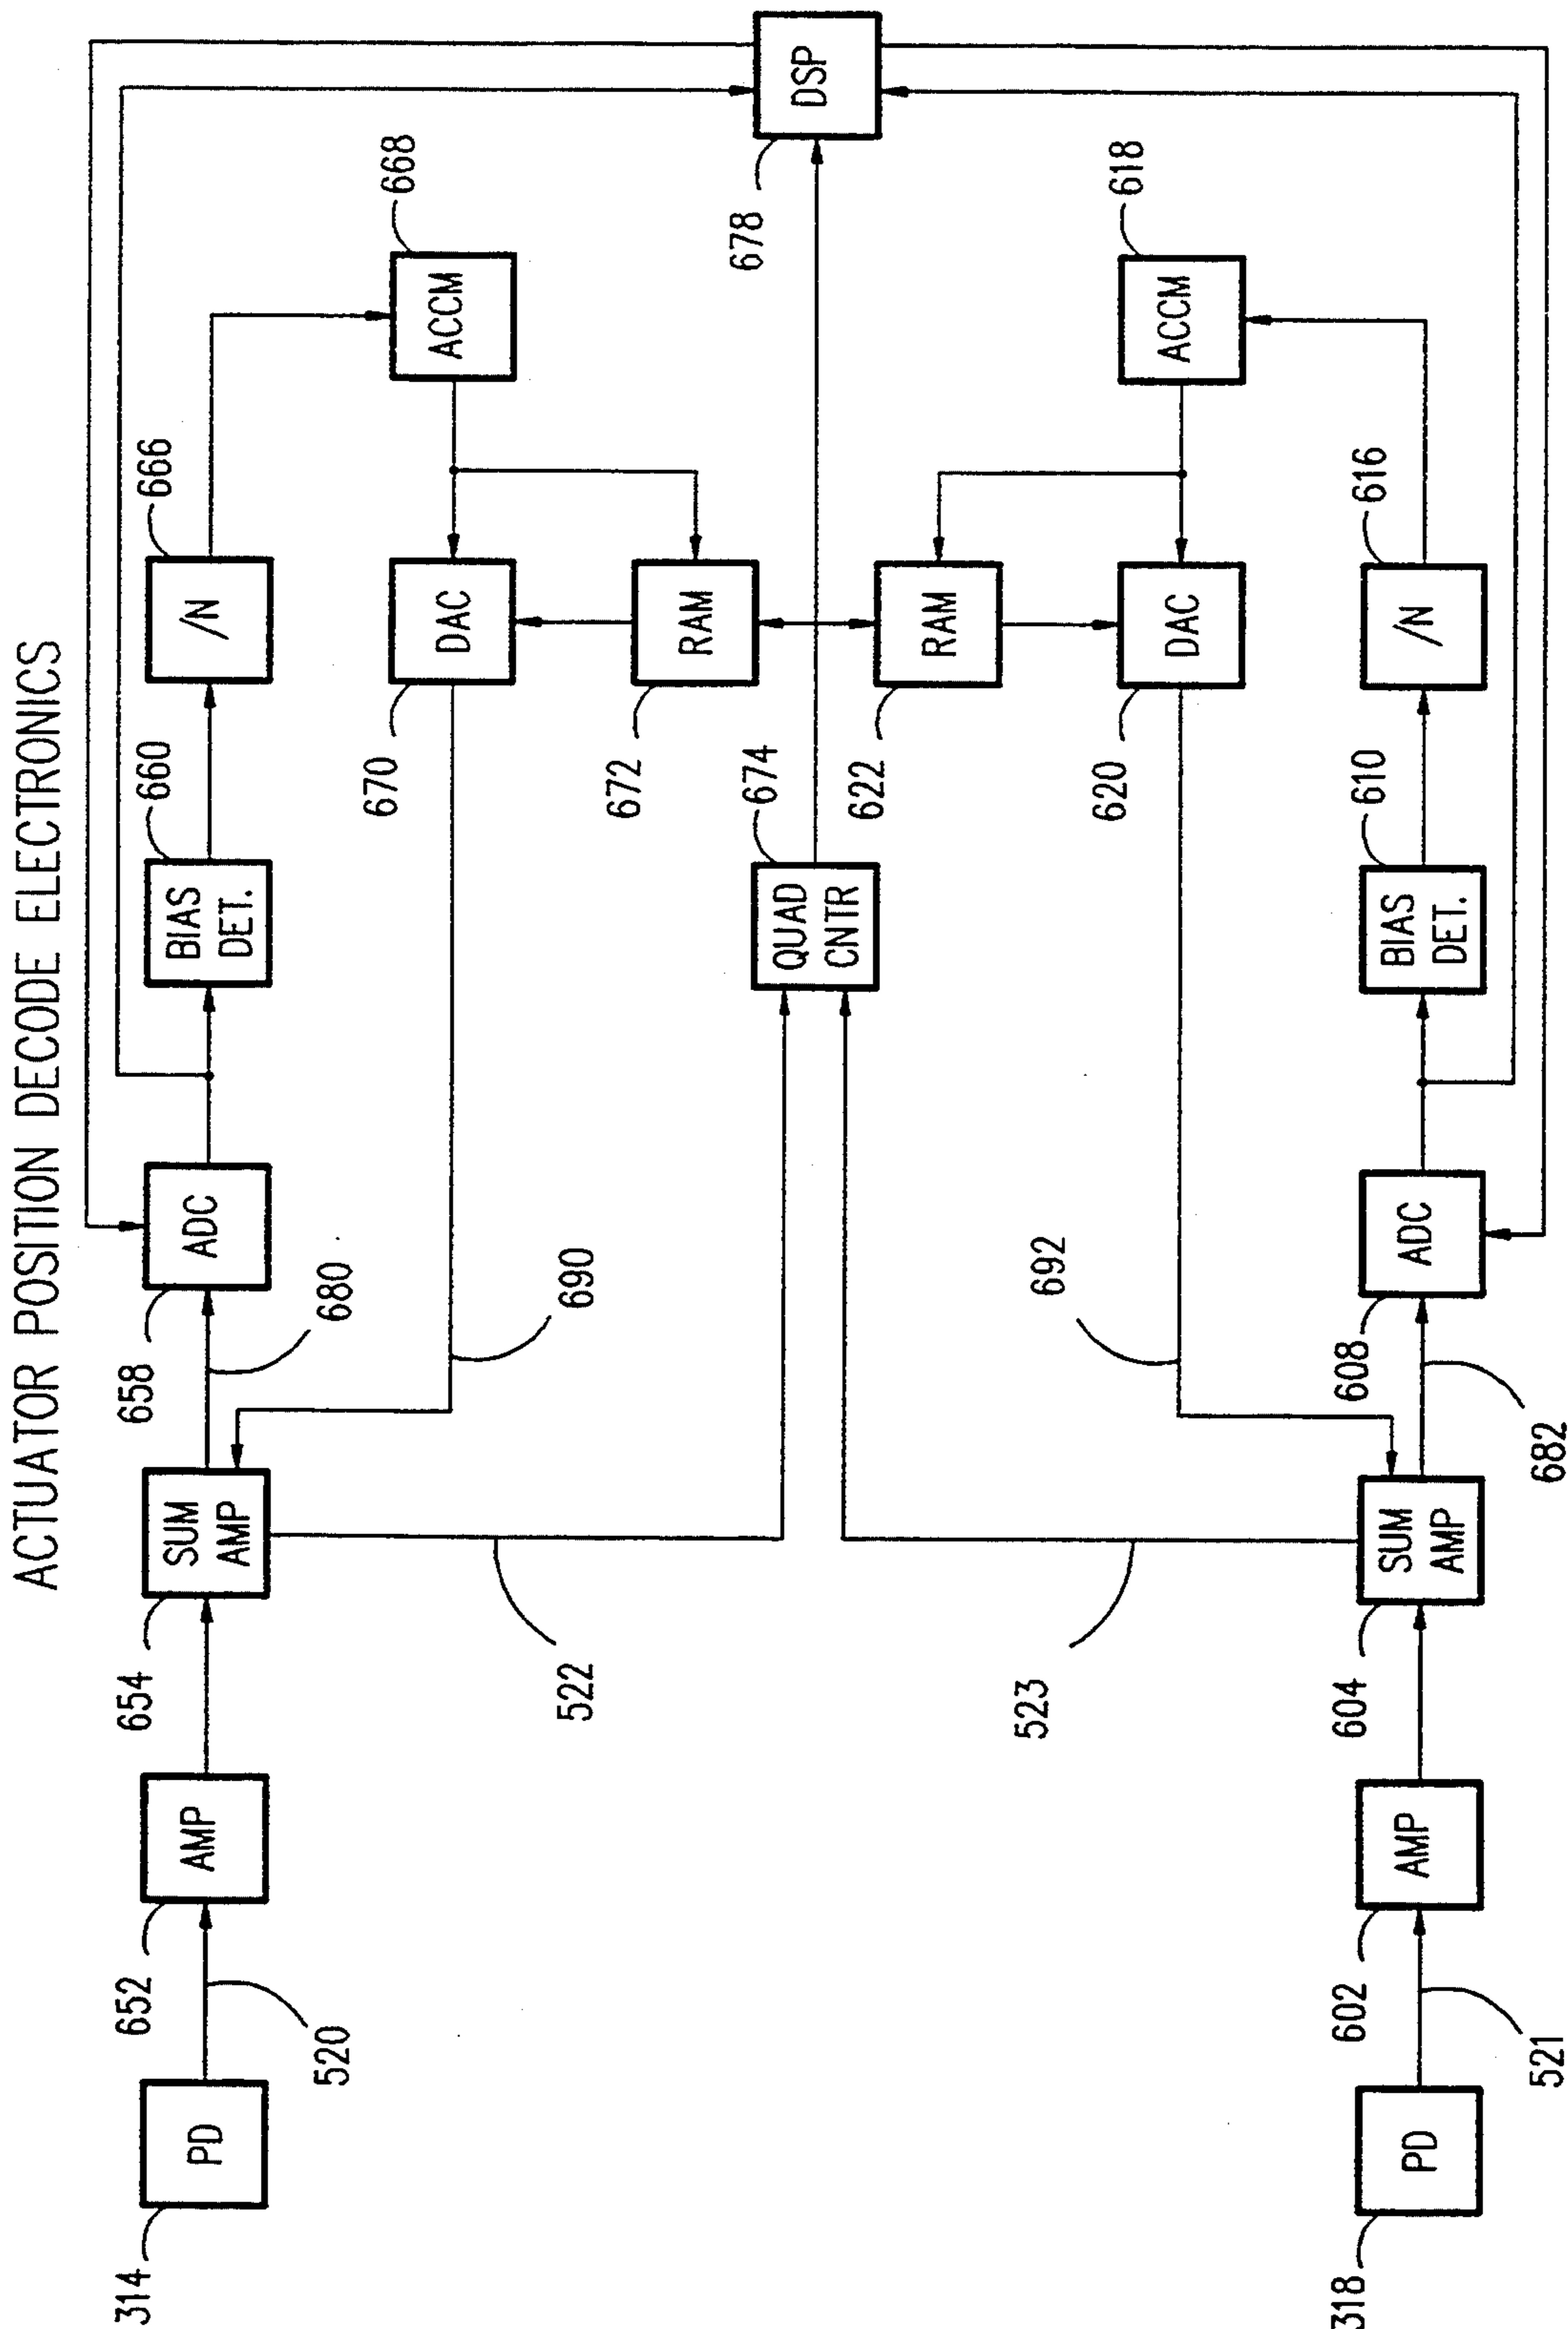 ACTUATOR POSITION DECODE ELECTRONICS
314
PD
520
652
AMP
654
SUM
AMP
680
658
ADC
660
BIAS
DET.
666
/N
668
ACCM
690
670
DAC
672
RAM
522
674
QUAD
CNTR
678
DSP
523
622
RAM
692
620
DAC
618
ACCM
318
PD
521
602
AMP
604
SUM
AMP
682
608
ADC
610
BIAS
DET.
616
/N